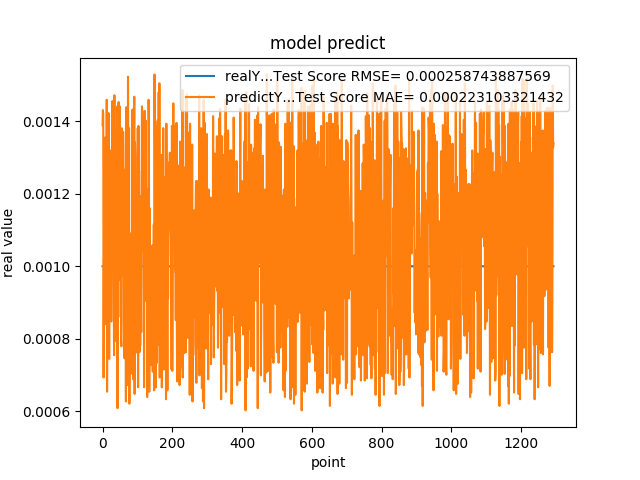 model predict
realY...Test Score RMSE= 0.000258743887569
predictY...Test Score MAE= 0.000223103321432
0.0014
0.0012
0.0010
0.0008
0.0006
real value
0 200 400 600 800 1000 1200
point